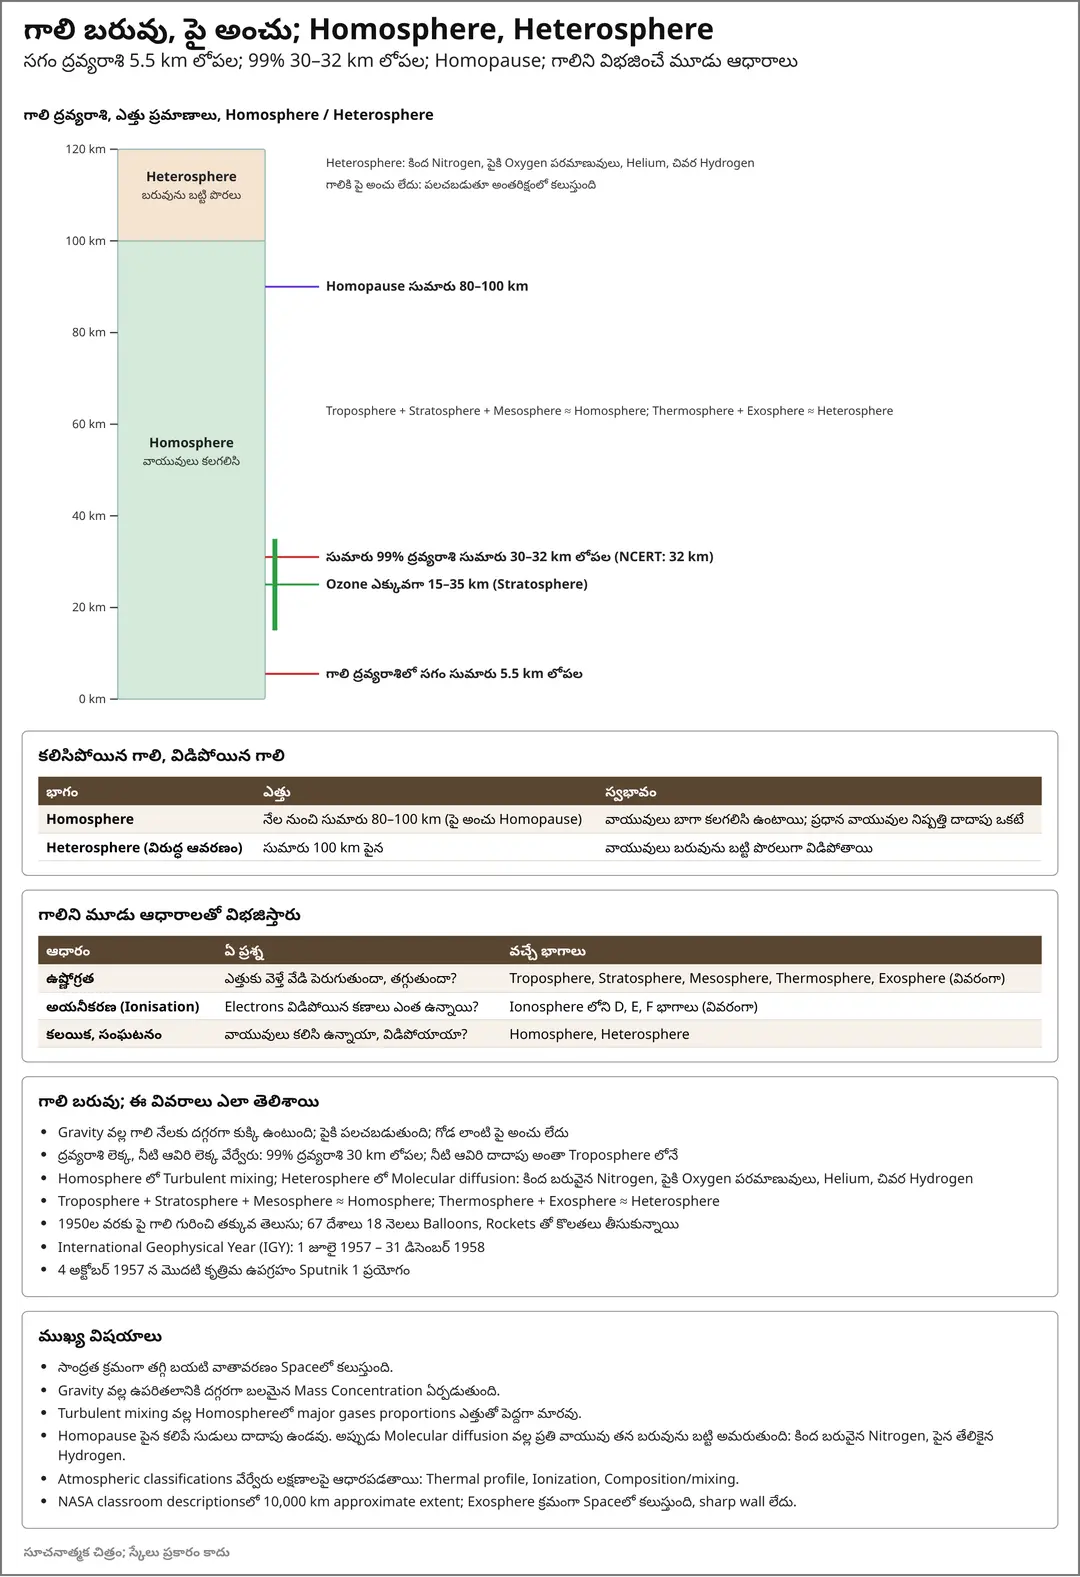 గాలి బరువు, పై అంచు; Homosphere, Heterosphere
సగం ద్రవ్యరాశి 5.5 km లోపల; 99% 30–32 km లోపల; Homopause; గాలిని విభజించే మూడు ఆధారాలు
గాలి ద్రవ్యరాశి, ఎత్తు ప్రమాణాలు, Homosphere / Heterosphere
120 km
Heterosphere
బరువును బట్టి పొరలు
Heterosphere: కింద Nitrogen, పైకి Oxygen పరమాణువులు, Helium, చివర Hydrogen
గాలికి పై అంచు లేదు: పలచబడుతూ అంతరిక్షంలో కలుస్తుంది
100 km
Homopause సుమారు 80–100 km
80 km
Troposphere + Stratosphere + Mesosphere ≈ Homosphere; Thermosphere + Exosphere ≈ Heterosphere
60 km
Homosphere
వాయువులు కలగలిసి
40 km
సుమారు 99% ద్రవ్యరాశి సుమారు 30–32 km లోపల (NCERT: 32 km)
Ozone ఎక్కువగా 15–35 km (Stratosphere)
20 km
గాలి ద్రవ్యరాశిలో సగం సుమారు 5.5 km లోపల
0 km
కలిసిపోయిన గాలి, విడిపోయిన గాలి
భాగం ఎత్తు స్వభావం
Homosphere నేల నుంచి సుమారు 80–100 km (పై అంచు Homopause) వాయువులు బాగా కలగలిసి ఉంటాయి; ప్రధాన వాయువుల నిష్పత్తి దాదాపు ఒకటే
Heterosphere (విరుద్ధ ఆవరణం) సుమారు 100 km పైన వాయువులు బరువును బట్టి పొరలుగా విడిపోతాయి
గాలిని మూడు ఆధారాలతో విభజిస్తారు
ఆధారం ఏ ప్రశ్న వచ్చే భాగాలు
ఉష్ణోగ్రత ఎత్తుకు వెళ్తే వేడి పెరుగుతుందా, తగ్గుతుందా? Troposphere, Stratosphere, Mesosphere, Thermosphere, Exosphere (వివరంగా)
అయనీకరణ (Ionisation) Electrons విడిపోయిన కణాలు ఎంత ఉన్నాయి? Ionosphere లోని D, E, F భాగాలు (వివరంగా)
కలయిక, సంఘటనం వాయువులు కలిసి ఉన్నాయా, విడిపోయాయా? Homosphere, Heterosphere
గాలి బరువు; ఈ వివరాలు ఎలా తెలిశాయి
• Gravity వల్ల గాలి నేలకు దగ్గరగా కుక్కి ఉంటుంది; పైకి పలచబడుతుంది; గోడ లాంటి పై అంచు లేదు
• ద్రవ్యరాశి లెక్క, నీటి ఆవిరి లెక్క వేర్వేరు: 99% ద్రవ్యరాశి 30 km లోపల; నీటి ఆవిరి దాదాపు అంతా Troposphere లోనే
• Homosphere లో Turbulent mixing; Heterosphere లో Molecular diffusion: కింద బరువైన Nitrogen, పైకి Oxygen పరమాణువులు, Helium, చివర Hydrogen
• Troposphere + Stratosphere + Mesosphere ≈ Homosphere; Thermosphere + Exosphere ≈ Heterosphere
• 1950ల వరకు పై గాలి గురించి తక్కువ తెలుసు; 67 దేశాలు 18 నెలలు Balloons, Rockets తో కొలతలు తీసుకున్నాయి
• International Geophysical Year (IGY): 1 జూలై 1957 – 31 డిసెంబర్ 1958
• 4 అక్టోబర్ 1957 న మొదటి కృత్రిమ ఉపగ్రహం Sputnik 1 ప్రయోగం
ముఖ్య విషయాలు
• సాంద్రత క్రమంగా తగ్గి బయటి వాతావరణం Spaceలో కలుస్తుంది.
• Gravity వల్ల ఉపరితలానికి దగ్గరగా బలమైన Mass Concentration ఏర్పడుతుంది.
• Turbulent mixing వల్ల Homosphereలో major gases proportions ఎత్తుతో పెద్దగా మారవు.
• Homopause పైన కలిపే సుడులు దాదాపు ఉండవు. అప్పుడు Molecular diffusion వల్ల ప్రతి వాయువు తన బరువును బట్టి అమరుతుంది: కింద బరువైన Nitrogen, పైన తేలికైన
Hydrogen.
• Atmospheric classifications వేర్వేరు లక్షణాలపై ఆధారపడతాయి: Thermal profile, Ionization, Composition/mixing.
• NASA classroom descriptionsలో 10,000 km approximate extent; Exosphere క్రమంగా Spaceలో కలుస్తుంది, sharp wall లేదు.
సూచనాత్మక చిత్రం; స్కేలు ప్రకారం కాదు